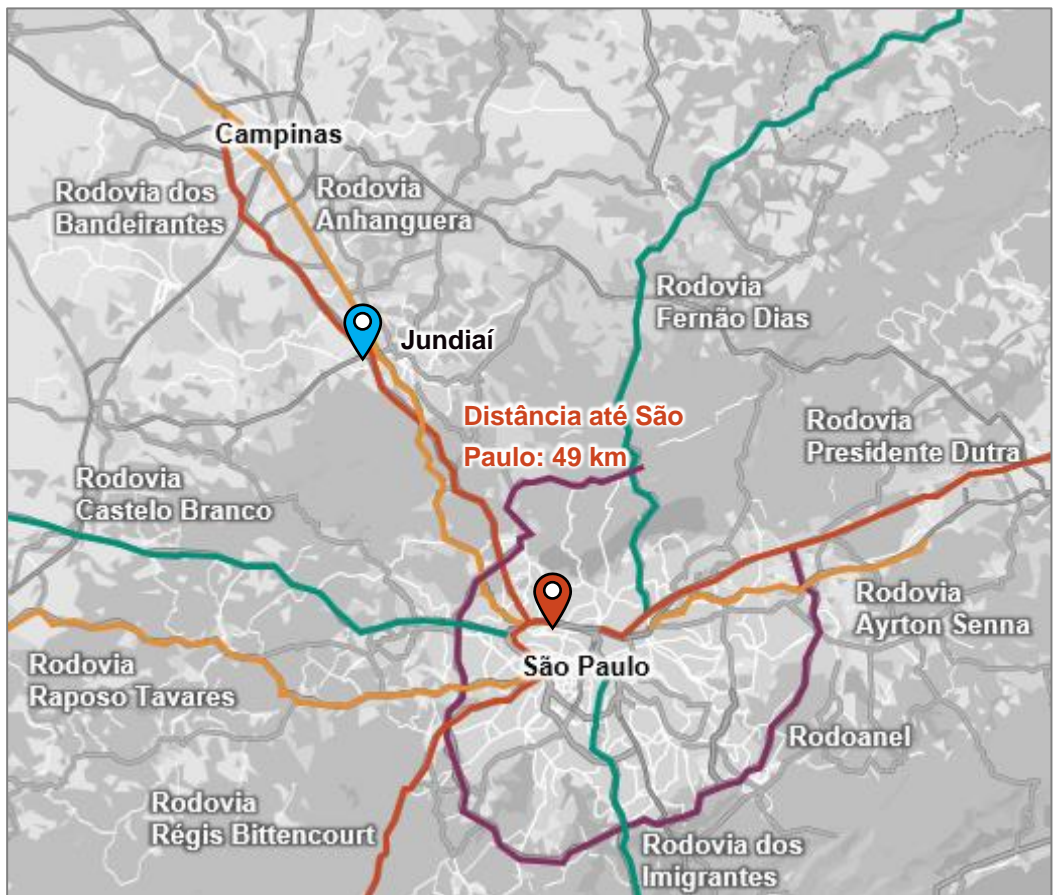 Campinas
Rodovia dos
Bandeirantes
Rodovia
Anhanguera
Rodovia
Fernão Dias
Jundiaí
Distância até São
Paulo: 49 km
Rodovia
Presidente Dutra
Rodovia
Castelo Branco
Rodovia
Ayrton Senna
São Paulo
Rodovia
Raposo Tavares
Rodoanel
Rodovia
Régis Bittencourt
Rodovia dos
Imigrantes